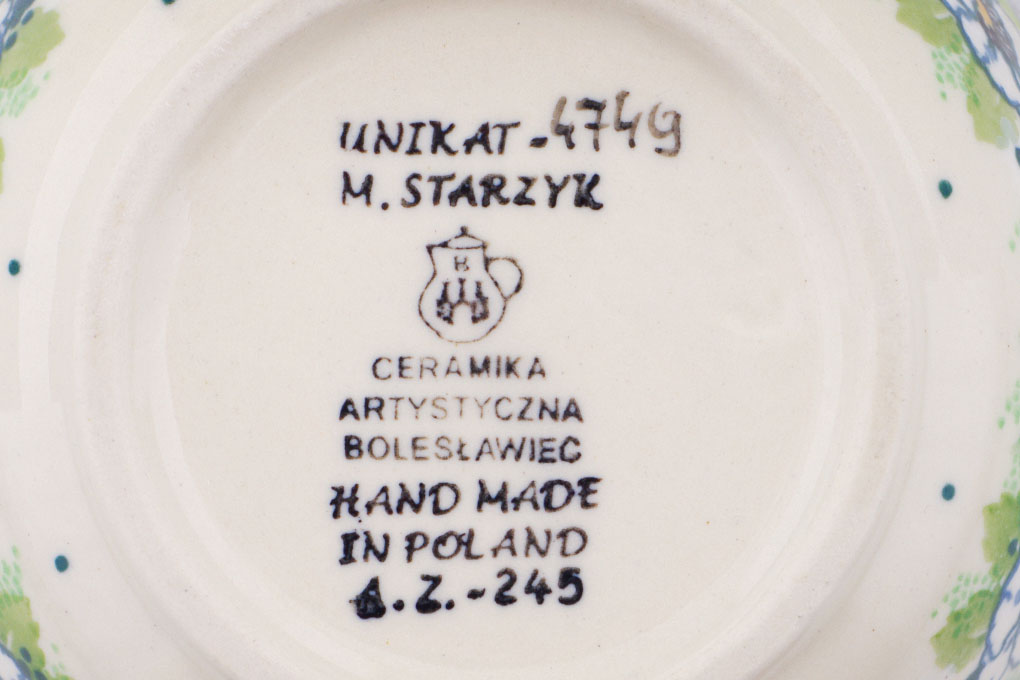 UNIKAT-4749
M. STARZYK
B
CERAMIKA
ARTYSTYCZNA
BOLESŁAWIEC
HAND MADE
IN POLAND
A.Z.-245